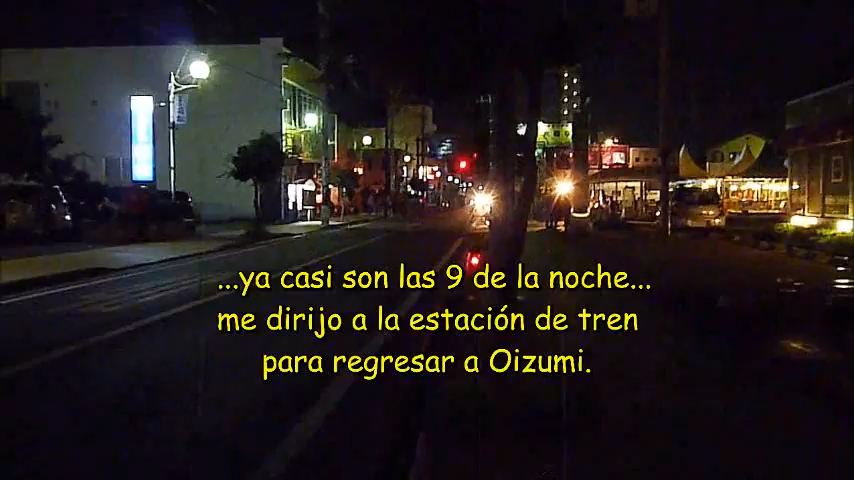 ...ya casi son las 9 de la noche...
me dirijo a la estación de tren
para regresar a Oizumi.